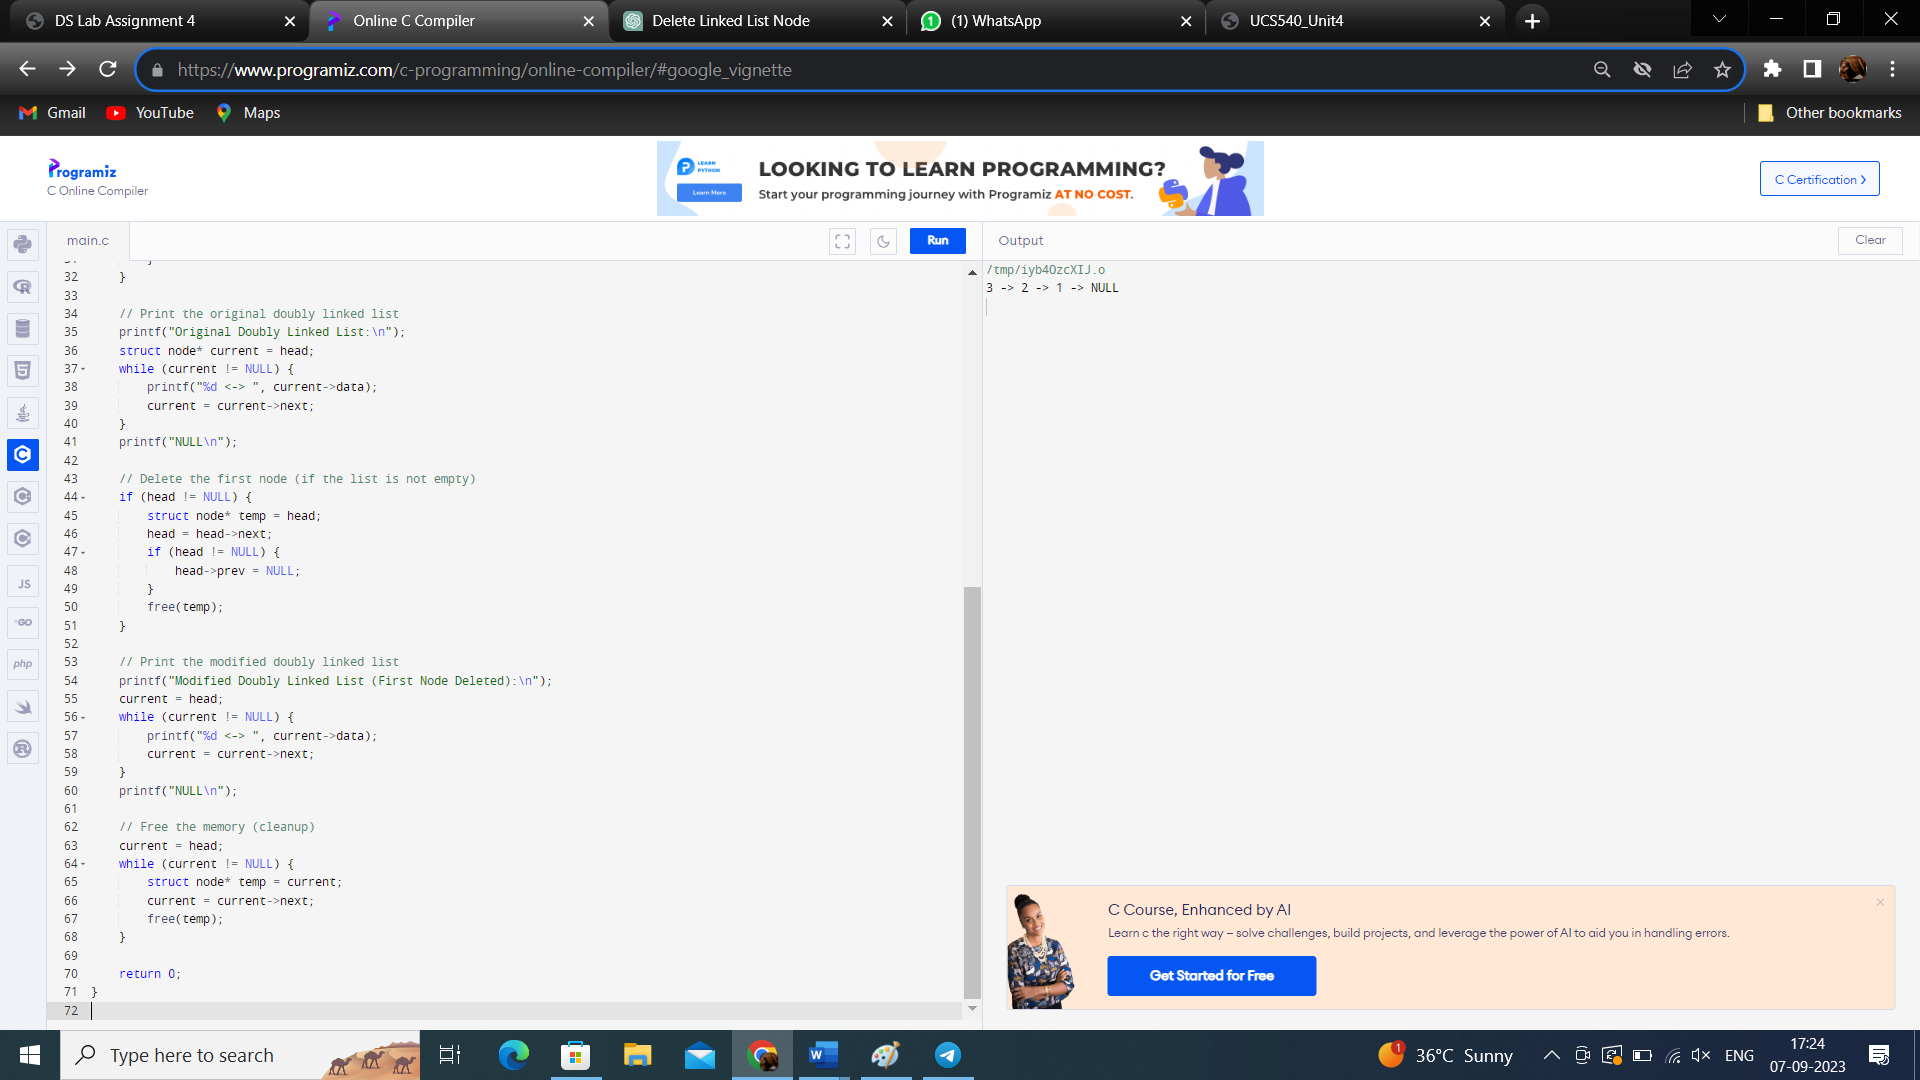 DS Lab Assignment 4
Online C Compiler
Delete Linked List Node
(1) WhatsApp
UCS540_Unit4
https://www.programiz.com/c-programming/online-compiler/#google_vignette
Gmail
YouTube
Maps
Other bookmarks
Programiz
C Online Compiler
LEARN
PYTHON
Learn More
LOOKING TO LEARN PROGRAMMING?
Start your programming journey with Programiz AT NO COST.
C Certification >
main.c
Run
Output
Clear
32 }
33
34 // Print the original doubly linked list
35 printf("Original Doubly Linked List:\n");
36 struct node* current = head;
37 while (current != NULL) {
38 printf("%d <-> ", current->data);
39 current = current->next;
40 }
41 printf("NULL\n");
42
43 // Delete the first node (if the list is not empty)
44 if (head != NULL) {
45 struct node* temp = head;
46 head = head->next;
47 if (head != NULL) {
48 head->prev = NULL;
49 }
50 free(temp);
51 }
52
53 // Print the modified doubly linked list
54 printf("Modified Doubly Linked List (First Node Deleted):\n");
55 current = head;
56 while (current != NULL) {
57 printf("%d <-> ", current->data);
58 current = current->next;
59 }
60 printf("NULL\n");
61
62 // Free the memory (cleanup)
63 current = head;
64 while (current != NULL) {
65 struct node* temp = current;
66 current = current->next;
67 free(temp);
68 }
69
70 return 0;
71 }
72
/tmp/iyb4OzcXIJ.o
3 -> 2 -> 1 -> NULL
JS
GO
php
C Course, Enhanced by AI
Learn c the right way – solve challenges, build projects, and leverage the power of AI to aid you in handling errors.
Get Started for Free
Type here to search
1
36°C Sunny
ENG
17:24
07-09-2023